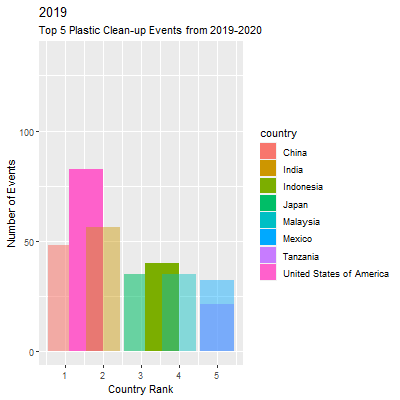 2019
Top 5 Plastic Clean-up Events from 2019-2020
Number of Events
100
50
0
1 2 3 4 5
Country Rank
country
China
India
Indonesia
Japan
Malaysia
Mexico
Tanzania
United States of America